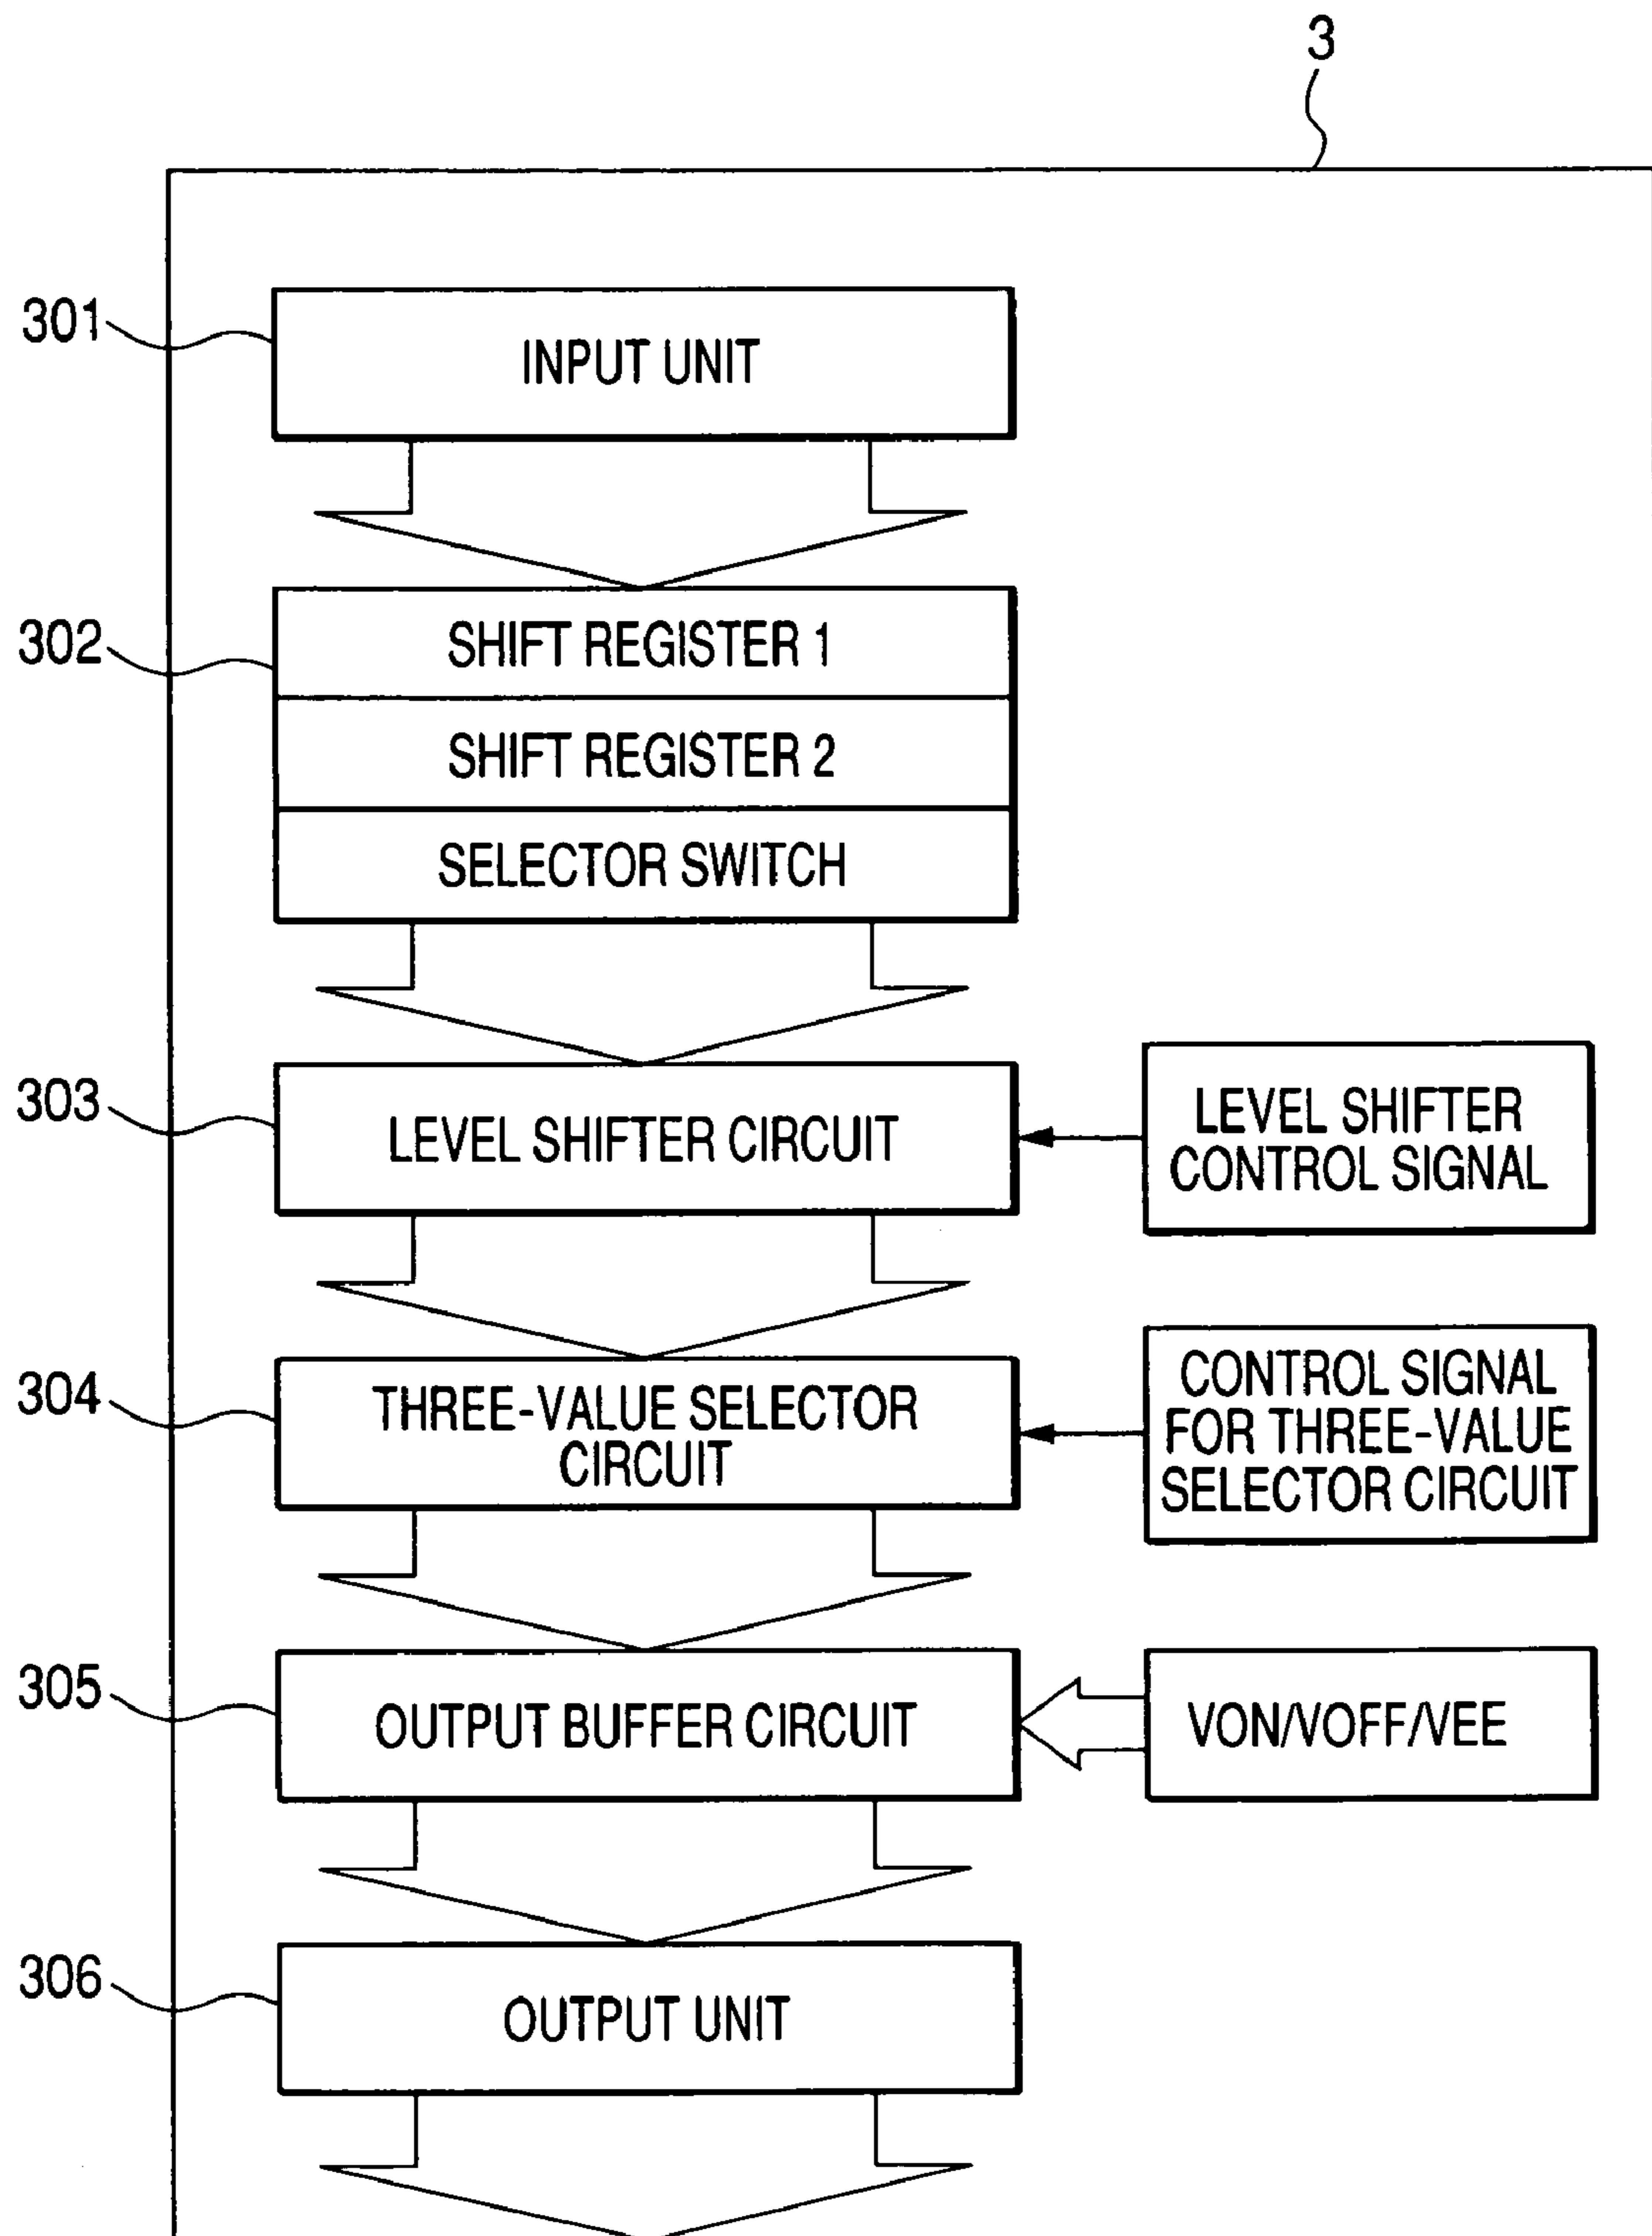 3
301
INPUT UNIT
302
SHIFT REGISTER 1
SHIFT REGISTER 2
SELECTOR SWITCH
303
LEVEL SHIFTER CIRCUIT
LEVEL SHIFTER
CONTROL SIGNAL
304
THREE-VALUE SELECTOR
CIRCUIT
CONTROL SIGNAL
FOR THREE-VALUE
SELECTOR CIRCUIT
305
OUTPUT BUFFER CIRCUIT
VON/VOFF/VEE
306
OUTPUT UNIT